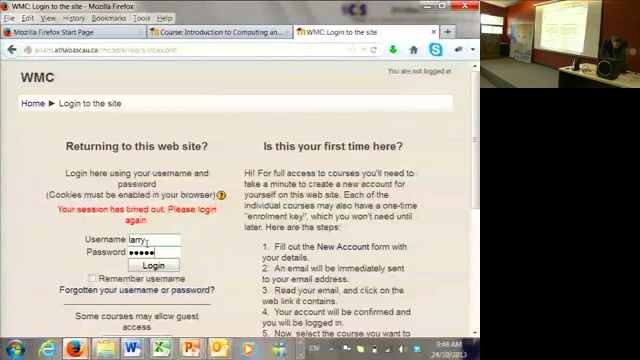 WMC: Login to the site - Mozilla Firefox
File Edit View History Bookmarks Tools Help
Mozilla Firefox Start Page
Course: Introduction to Computing an
WMC: Login to the site
WMC
You are not logged in
Home ► Login to the site
Returning to this web site?
Login here using your username and
password
(Cookies must be enabled in your browser)
Your session has timed out. Please login
again
Username larry
Password •••••
Login
Remember username
Forgotten your username or password?
Some courses may allow guest
access
Is this your first time here?
Hi! For full access to courses you'll need to
take a minute to create a new account for
yourself on this web site. Each of the
individual courses may also have a one-time
"enrolment key", which you won't need until
later. Here are the steps:
1. Fill out the New Account form with
your details.
2. An email will be immediately sent
to your email address.
3. Read your email, and click on the
web link it contains.
4. Your account will be confirmed and
you will be logged in.
5. Now, select the course you want to
EN
9:48 AM
24/10/2013